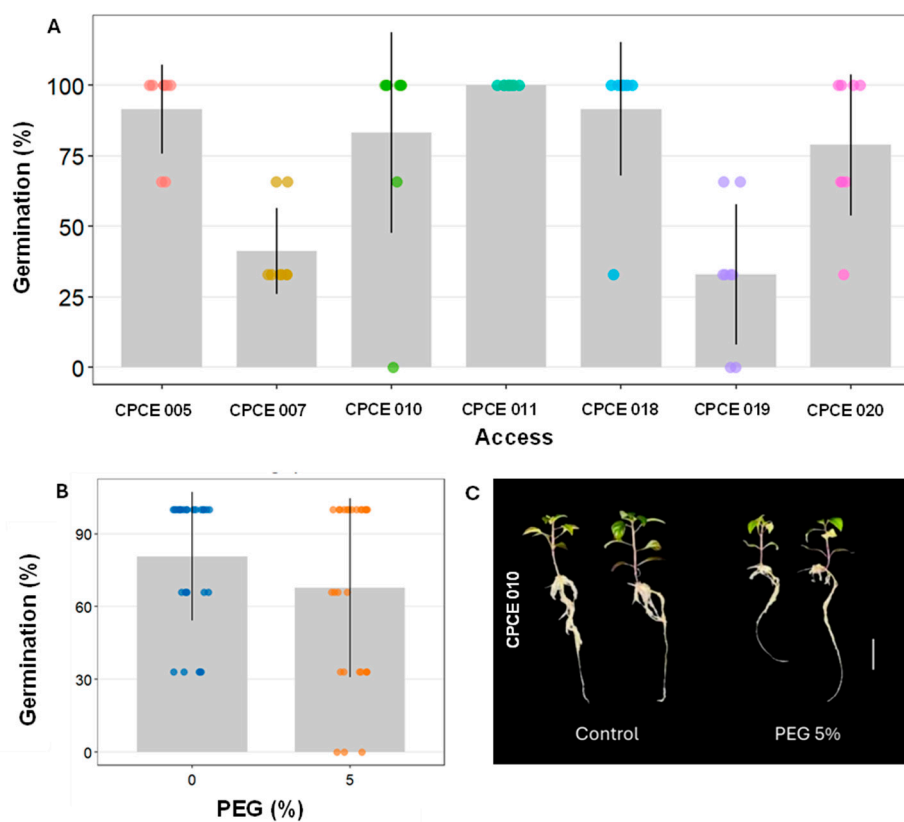 A
Germination (%)
100
75
50
25
0
CPCE 005 CPCE 007 CPCE 010 CPCE 011 CPCE 018 CPCE 019 CPCE 020
Access
B
Germination (%)
90
60
30
0
0 5
PEG (%)
C
CPCE 010
Control PEG 5%